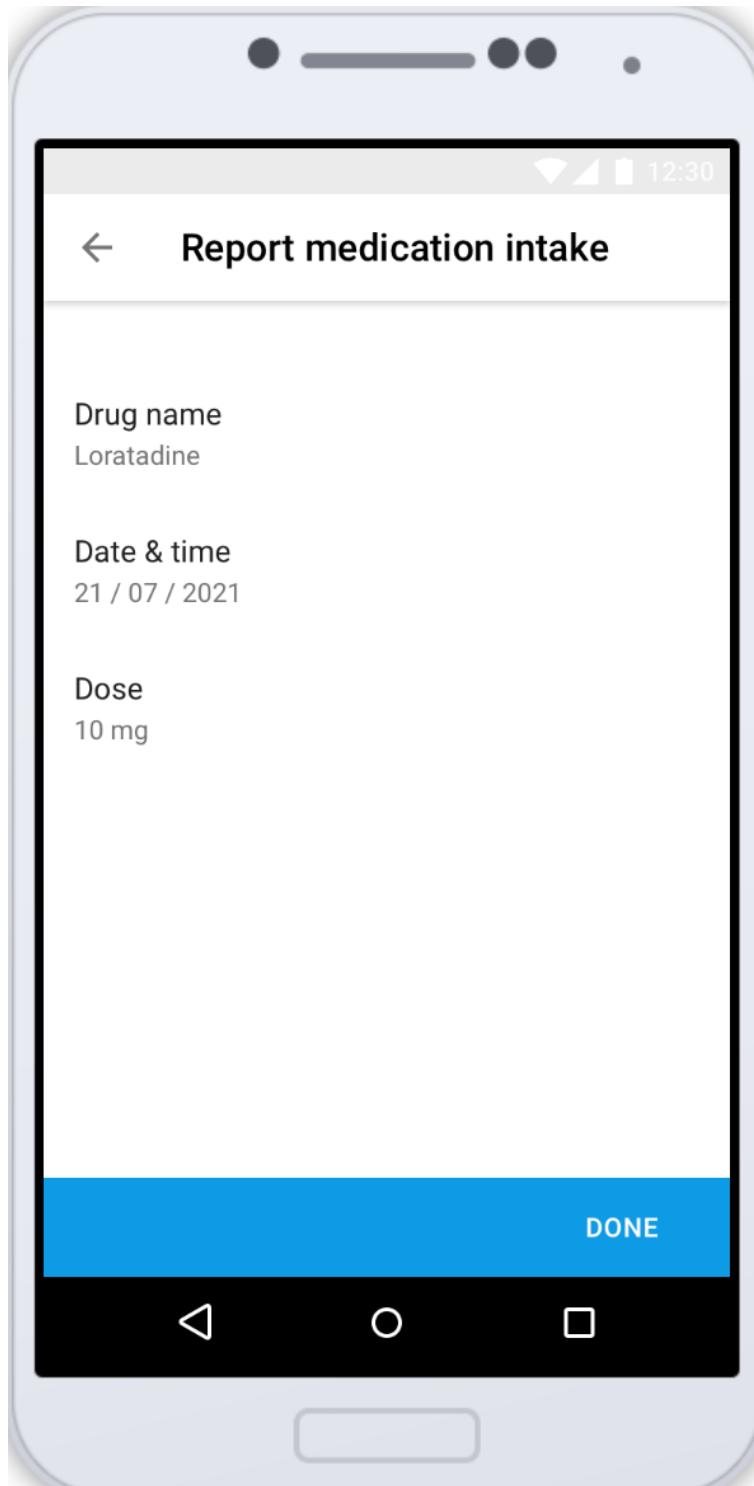 12:30
Report medication intake
Drug name
Loratadine
Date & time
21 / 07 / 2021
Dose
10 mg
DONE